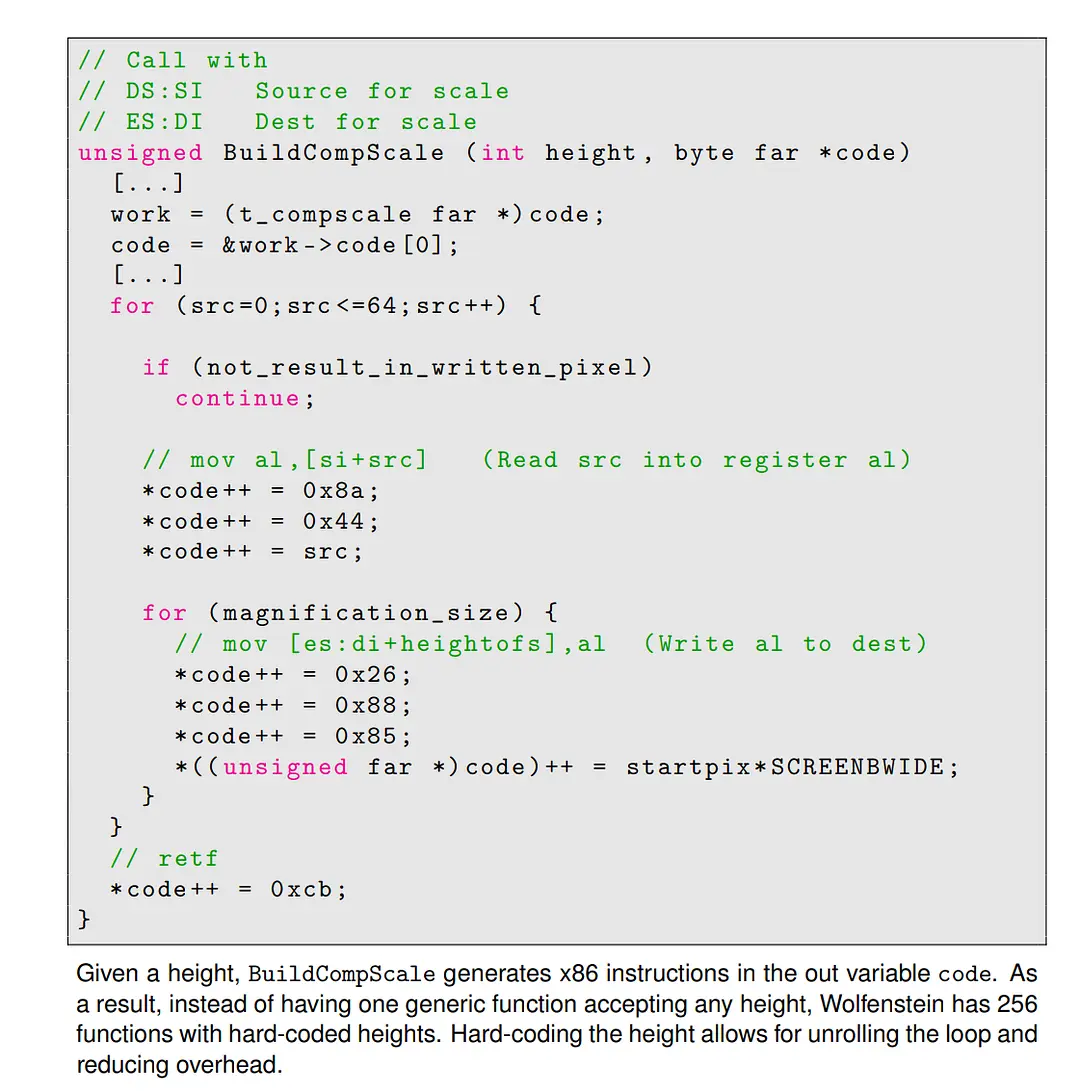 // Call with
// DS:SI   Source for scale
// ES:DI   Dest for scale
unsigned BuildCompScale (int height, byte far *code)
  [...]
  work = (t_compscale far *)code;
  code = &work->code[0];
  [...]
  for (src=0;src<=64;src++) {
    if (not_result_in_written_pixel)
      continue;
    // mov al,[si+src]   (Read src into register al)
    *code++ = 0x8a;
    *code++ = 0x44;
    *code++ = src;
    for (magnification_size) {
      // mov [es:di+heightofs],al  (Write al to dest)
      *code++ = 0x26;
      *code++ = 0x88;
      *code++ = 0x85;
      *((unsigned far *)code)++ = startpix*SCREENBWIDE;
    }
  }
  // retf
  *code++ = 0xcb;
}
Given a height, BuildCompScale generates x86 instructions in the out variable code. As
a result, instead of having one generic function accepting any height, Wolfenstein has 256
functions with hard-coded heights. Hard-coding the height allows for unrolling the loop and
reducing overhead.